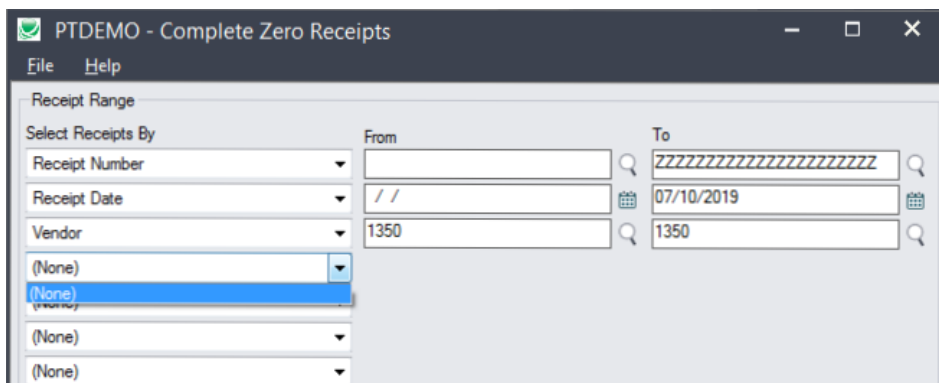 PTDEMO - Complete Zero Receipts
File Help
Receipt Range
Select Receipts By From To
Receipt Number ZZZZZZZZZZZZZZZZZZZZZZ
Receipt Date / / 07/10/2019
Vendor 1350 1350
(None)
(None)
(None)
(None)
(None)